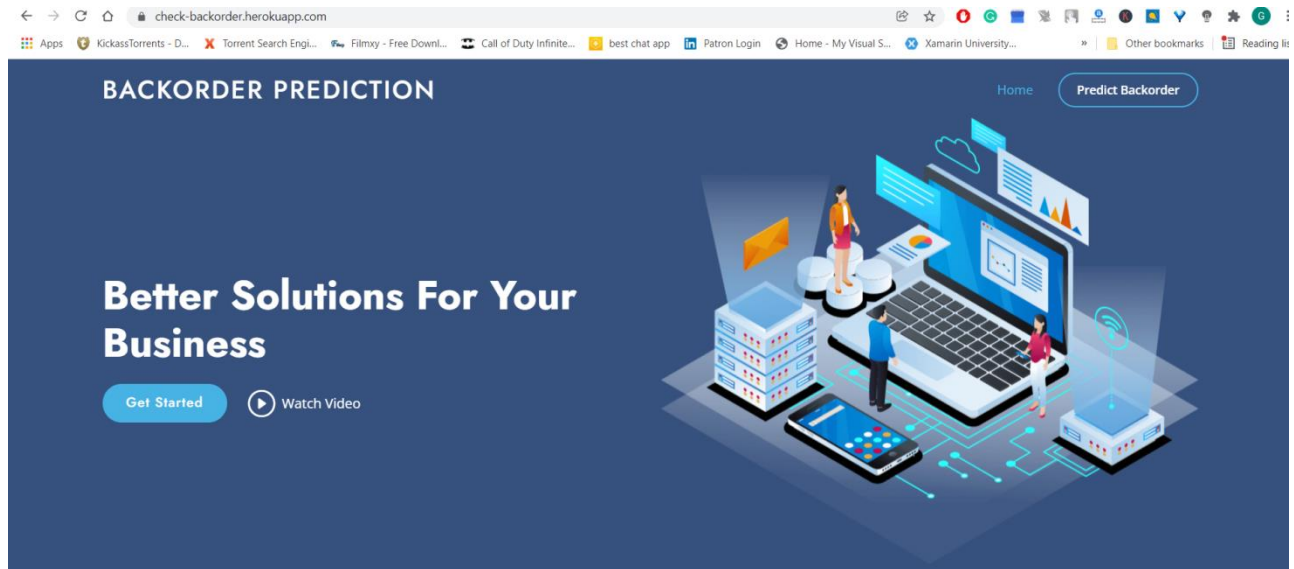 check-backorder.herokuapp.com
Apps KickassTorrents - D... Torrent Search Engi... Filmxy - Free Downl... Call of Duty Infinite... best chat app Patron Login Home - My Visual S... Xamarin University... » Other bookmarks Reading lis
BACKORDER PREDICTION Home Predict Backorder
Better Solutions For Your
Business
Get Started Watch Video